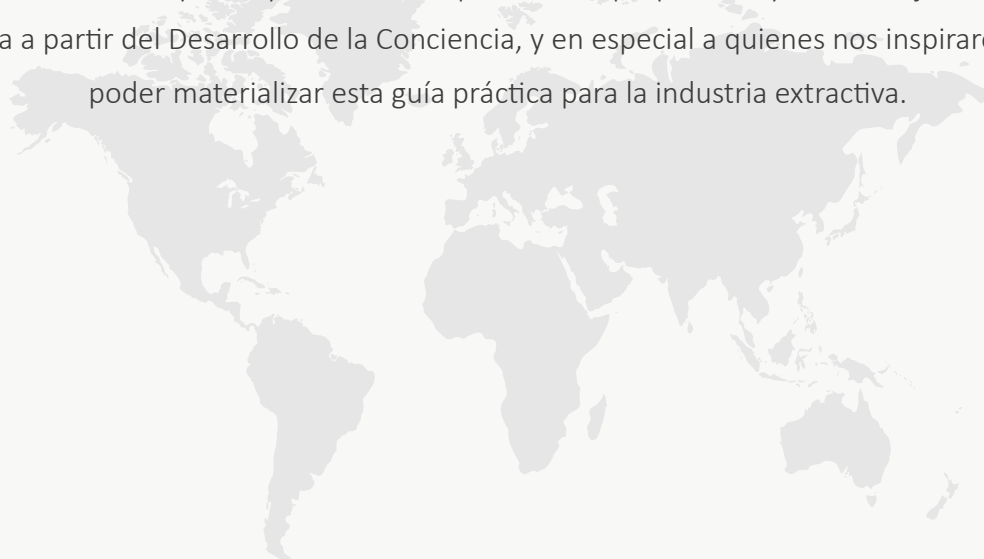 a a partir del Desarrollo de la Conciencia, y en especial a quienes nos
poder materializar esta guía práctica para la industria extractiva.